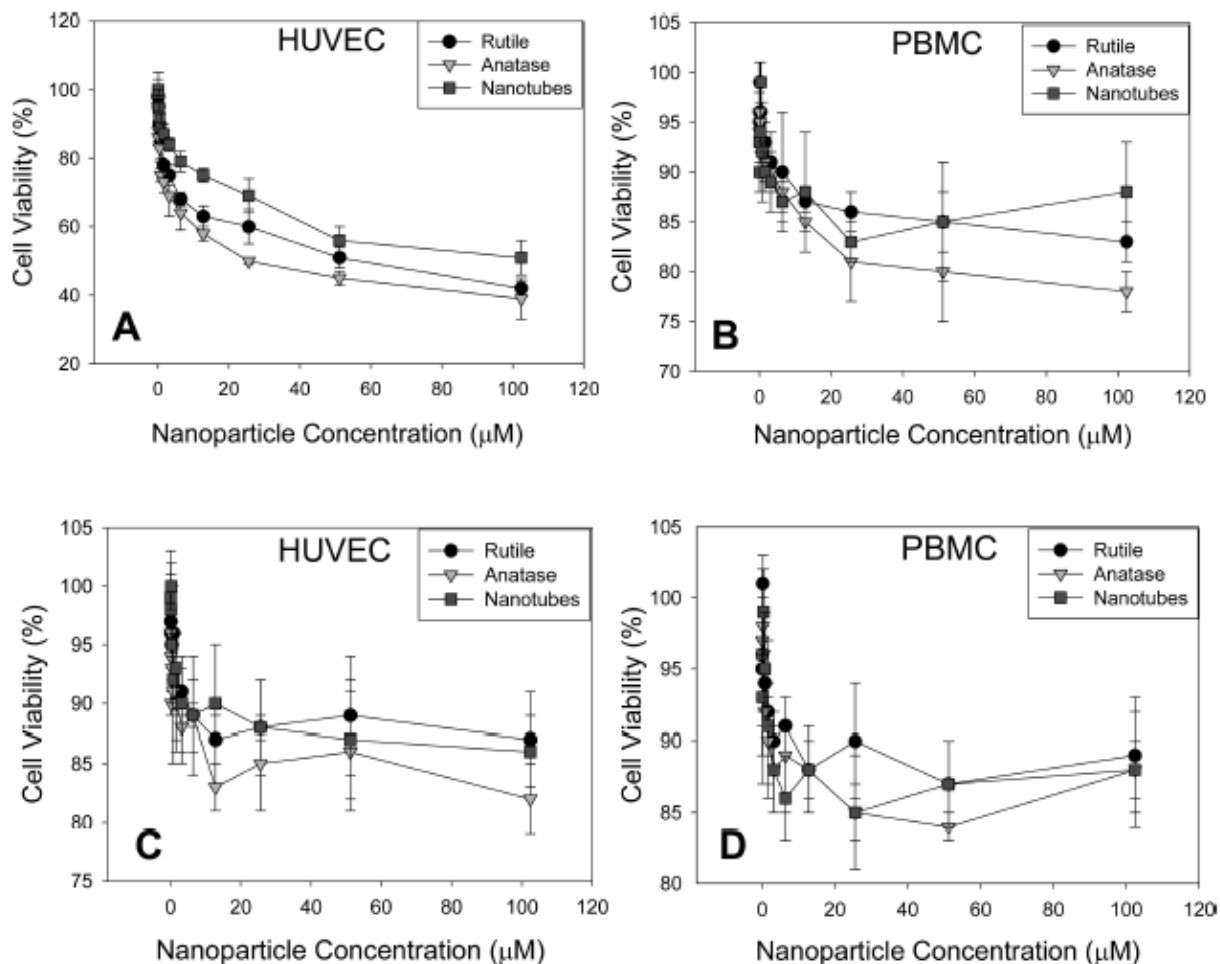 HUVEC
Rutile
Anatase
Nanotubes
Cell Viability (%)
120
100
80
60
40
20
A
0 20 40 60 80 100 120
Nanoparticle Concentration (μM)
PBMC
Rutile
Anatase
Nanotubes
Cell Viability (%)
105
100
95
90
85
80
75
70
B
0 20 40 60 80 100 120
Nanoparticle Concentration (μM)
HUVEC
Rutile
Anatase
Nanotubes
Cell Viability (%)
105
100
95
90
85
80
75
C
0 20 40 60 80 100 120
Nanoparticle Concentration (μM)
PBMC
Rutile
Anatase
Nanotubes
Cell Viability (%)
105
100
95
90
85
80
D
0 20 40 60 80 100 120
Nanoparticle Concentration (μM)